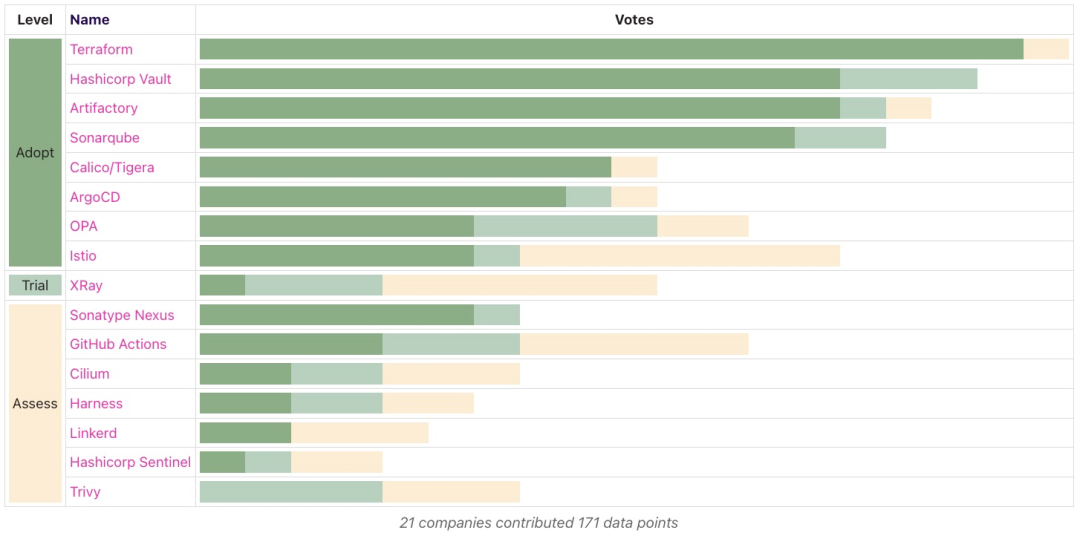 Level Name Votes
Adopt
Terraform
Hashicorp Vault
Artifactory
Sonarqube
Calico/Tigera
ArgoCD
OPA
Istio
Trial XRay
Assess
Sonatype Nexus
GitHub Actions
Cilium
Harness
Linkerd
Hashicorp Sentinel
Trivy
21 companies contributed 171 data points